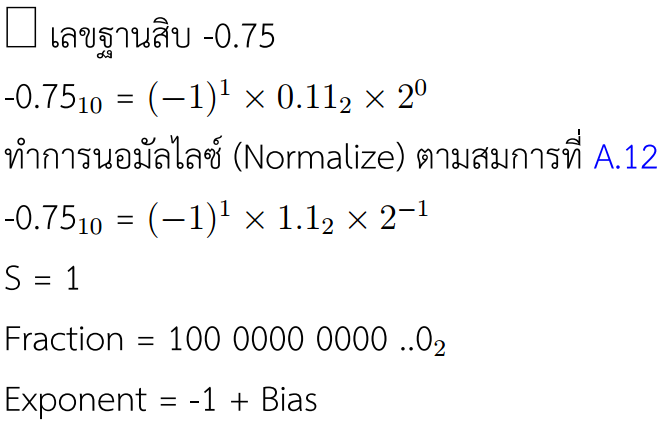 □ เลขฐานสิบ -0.75
-0.75₁₀ = (−1)¹ × 0.11₂ × 2⁰
ทำการนอมัลไลซ์ (Normalize) ตามสมการที่ A.12
-0.75₁₀ = (−1)¹ × 1.1₂ × 2⁻¹
S = 1
Fraction = 100 0000 0000 ..0₂
Exponent = -1 + Bias